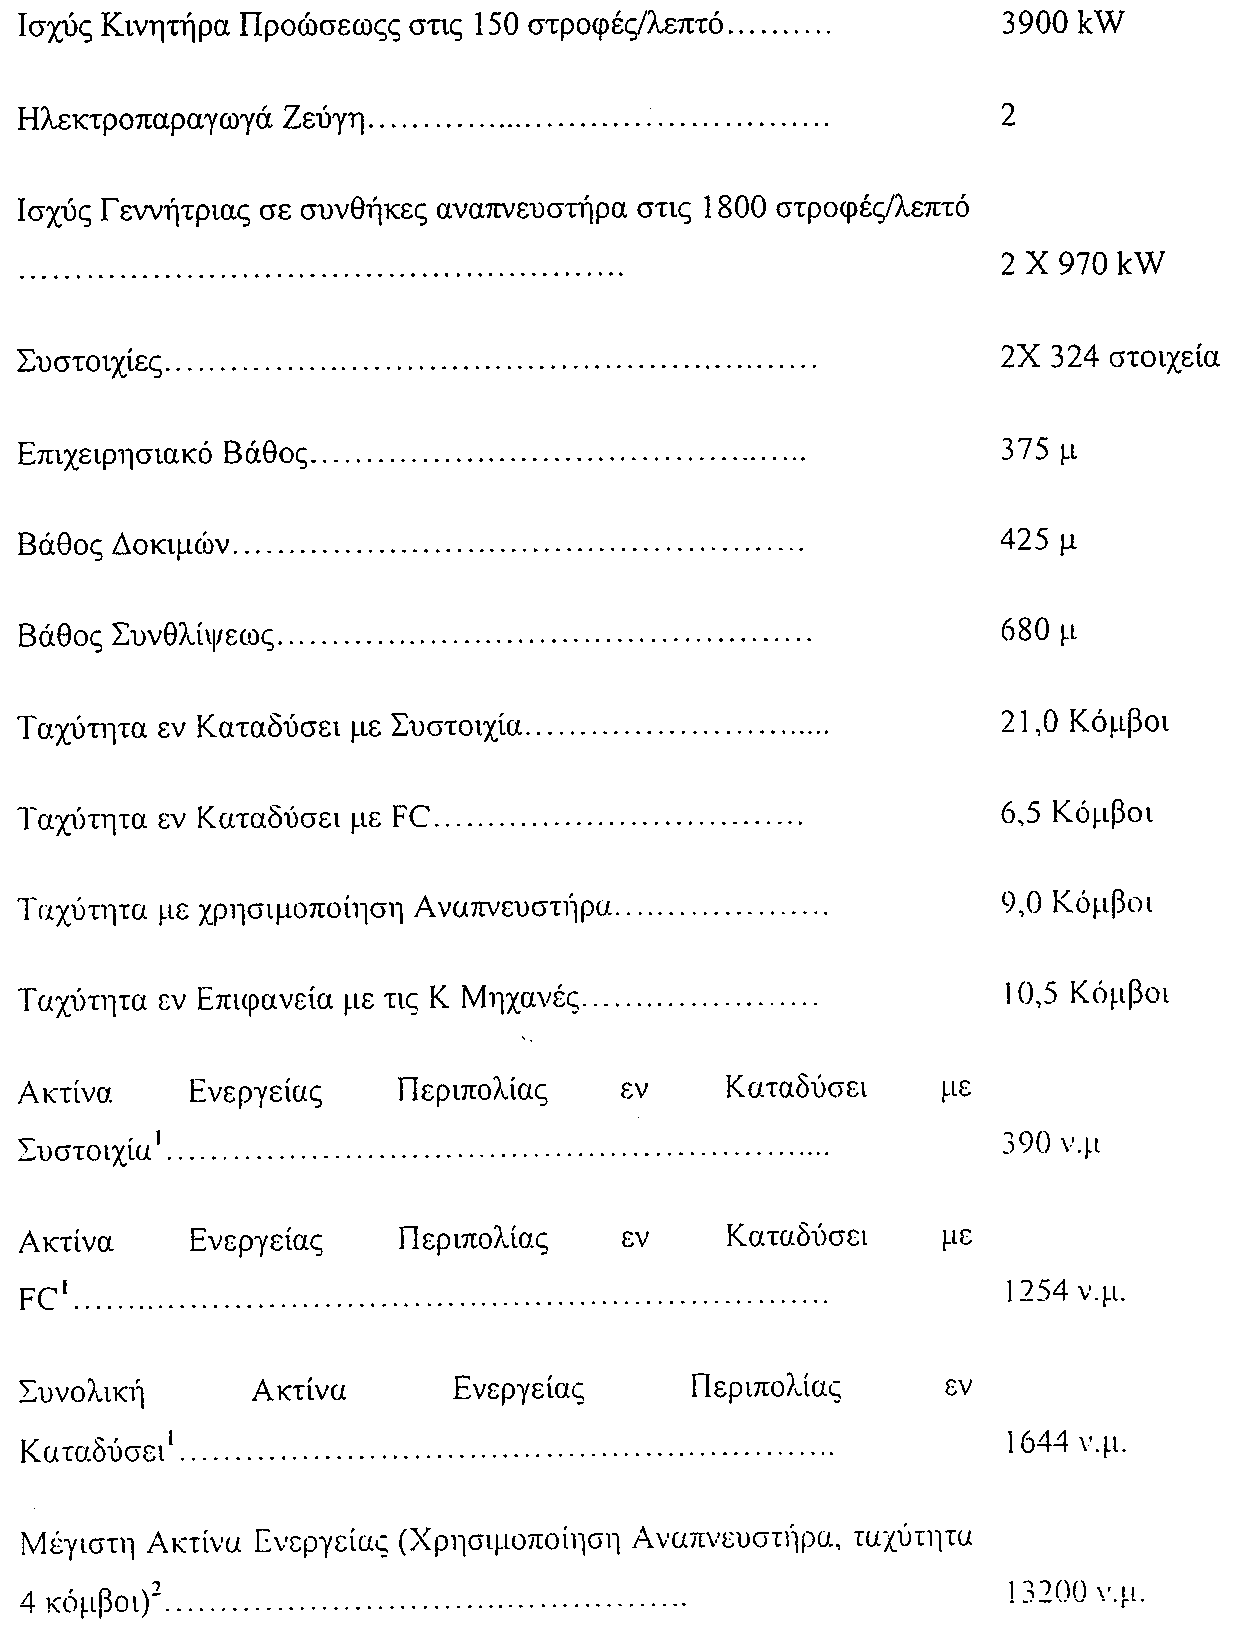 Ισχύς Κινητήρα Προώσεωςς στις 150 στροφές/λεπτό.......... 3900 kW
Ηλεκτροπαραγωγά Ζεύγη.................................................. 2
Ισχύς Γεννήτριας σε συνθήκες αναπνευστήρα στις 1800 στροφές/λεπτό
................................................................. 2 X 970 kW
Συστοιχίες...................................................................... 2X 324 στοιχεία
Επιχειρησιακό Βάθος..................................................... 375 μ
Βάθος Δοκιμών............................................................. 425 μ
Βάθος Συνθλίψεως......................................................... 680 μ
Ταχύτητα εν Καταδύσει με Συστοιχία................................. 21,0 Κόμβοι
Ταχύτητα εν Καταδύσει με FC........................................ 6,5 Κόμβοι
Ταχύτητα με χρησιμοποίηση Αναπνευστήρα....................... 9,0 Κόμβοι
Ταχύτητα εν Επιφανεία με τις Κ Μηχανές.......................... 10,5 Κόμβοι
Ακτίνα Ενεργείας Περιπολίας εν Καταδύσει με
Συστοιχία¹....................................................................... 390 ν.μ
Ακτίνα Ενεργείας Περιπολίας εν Καταδύσει με
FC¹................................................................................. 1254 ν.μ.
Συνολική Ακτίνα Ενεργείας Περιπολίας εν
Καταδύσει¹...................................................................... 1644 ν.μ.
Μέγιστη Ακτίνα Ενεργείας (Χρησιμοποίηση Αναπνευστήρα, ταχύτητα
4 κόμβοι)²........................................................ 13200 ν.μ.